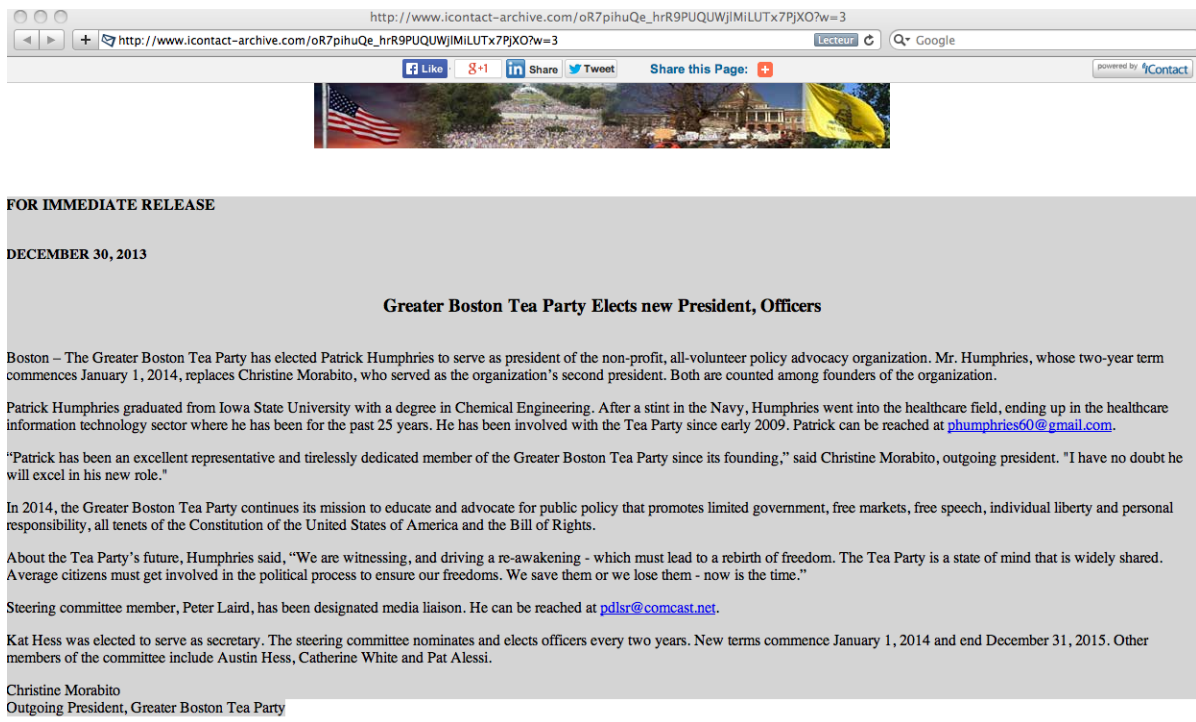 http://www.icontact-archive.com/oR7pihuQe_hrR9PUQUWjlMiLUTx7PjXO?w=3
http://www.icontact-archive.com/oR7pihuQe_hrR9PUQUWjlMiLUTx7PjXO?w=3 Lecteur Google
Like 8+1 in Share Tweet Share this Page: powered by iContact
FOR IMMEDIATE RELEASE
DECEMBER 30, 2013
Greater Boston Tea Party Elects new President, Officers
Boston – The Greater Boston Tea Party has elected Patrick Humphries to serve as president of the non-profit, all-volunteer policy advocacy organization. Mr. Humphries, whose two-year term
commences January 1, 2014, replaces Christine Morabito, who served as the organization’s second president. Both are counted among founders of the organization.
Patrick Humphries graduated from Iowa State University with a degree in Chemical Engineering. After a stint in the Navy, Humphries went into the healthcare field, ending up in the healthcare
information technology sector where he has been for the past 25 years. He has been involved with the Tea Party since early 2009. Patrick can be reached at phumphries60@gmail.com.
“Patrick has been an excellent representative and tirelessly dedicated member of the Greater Boston Tea Party since its founding,” said Christine Morabito, outgoing president. "I have no doubt he
will excel in his new role."
In 2014, the Greater Boston Tea Party continues its mission to educate and advocate for public policy that promotes limited government, free markets, free speech, individual liberty and personal
responsibility, all tenets of the Constitution of the United States of America and the Bill of Rights.
About the Tea Party’s future, Humphries said, “We are witnessing, and driving a re-awakening - which must lead to a rebirth of freedom. The Tea Party is a state of mind that is widely shared.
Average citizens must get involved in the political process to ensure our freedoms. We save them or we lose them - now is the time.”
Steering committee member, Peter Laird, has been designated media liaison. He can be reached at pdlsr@comcast.net.
Kat Hess was elected to serve as secretary. The steering committee nominates and elects officers every two years. New terms commence January 1, 2014 and end December 31, 2015. Other
members of the committee include Austin Hess, Catherine White and Pat Alessi.
Christine Morabito
Outgoing President, Greater Boston Tea Party